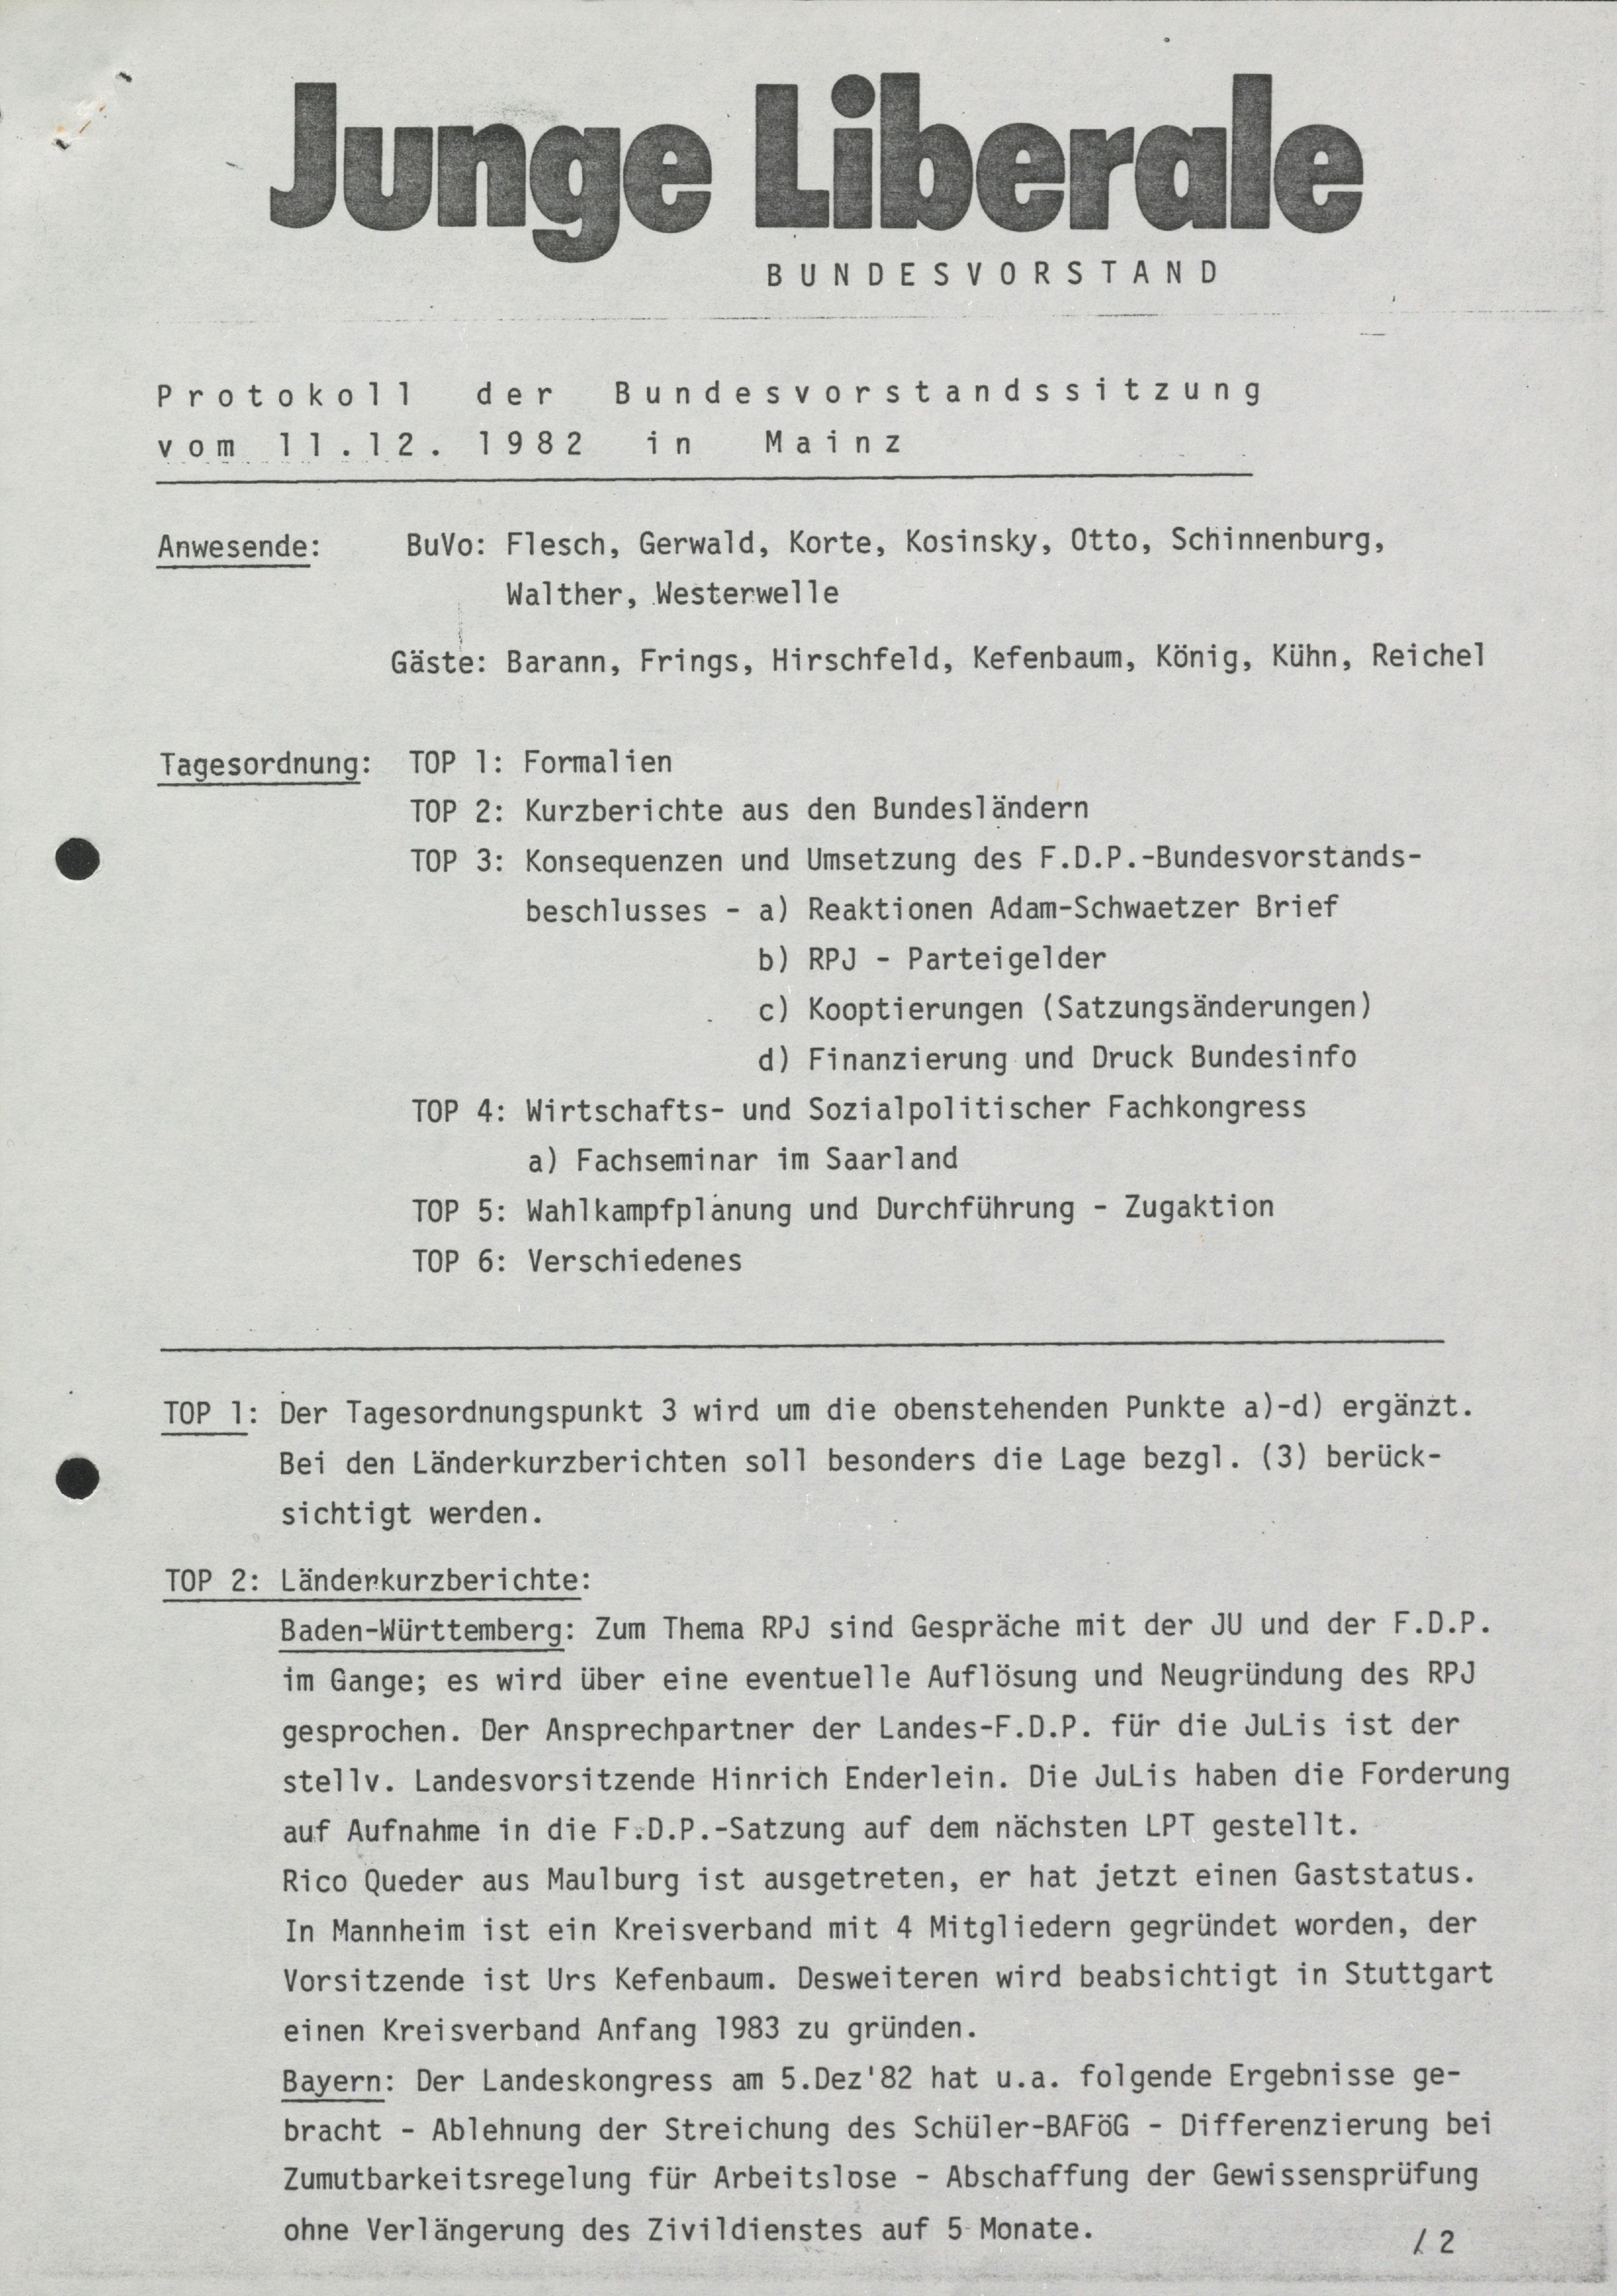 Junge Liberale
BUNDESVORSTAND
Protokoll der Bundesvorstandssitzung
vom 11.12. 1982 in Mainz
Anwesende: BuVo: Flesch, Gerwald, Korte, Kosinsky, Otto, Schinnenburg,
Walther, Westerwelle
Gäste: Barann, Frings, Hirschfeld, Kefenbaum, König, Kühn, Reichel
Tagesordnung: TOP 1: Formalien
TOP 2: Kurzberichte aus den Bundesländern
TOP 3: Konsequenzen und Umsetzung des F.D.P.-Bundesvorstands-
beschlusses - a) Reaktionen Adam-Schwaetzer Brief
b) RPJ - Parteigelder
c) Kooptierungen (Satzungsänderungen)
d) Finanzierung und Druck Bundesinfo
TOP 4: Wirtschafts- und Sozialpolitischer Fachkongress
a) Fachseminar im Saarland
TOP 5: Wahlkampfplanung und Durchführung - Zugaktion
TOP 6: Verschiedenes
TOP 1: Der Tagesordnungspunkt 3 wird um die obenstehenden Punkte a)-d) ergänzt.
Bei den Länderkurzberichten soll besonders die Lage bezgl. (3) berück-
sichtigt werden.
TOP 2: Länderkurzberichte:
Baden-Württemberg: Zum Thema RPJ sind Gespräche mit der JU und der F.D.P.
im Gange; es wird über eine eventuelle Auflösung und Neugründung des RPJ
gesprochen. Der Ansprechpartner der Landes-F.D.P. für die JuLis ist der
stellv. Landesvorsitzende Hinrich Enderlein. Die JuLis haben die Forderung
auf Aufnahme in die F.D.P.-Satzung auf dem nächsten LPT gestellt.
Rico Queder aus Maulburg ist ausgetreten, er hat jetzt einen Gaststatus.
In Mannheim ist ein Kreisverband mit 4 Mitgliedern gegründet worden, der
Vorsitzende ist Urs Kefenbaum. Desweiteren wird beabsichtigt in Stuttgart
einen Kreisverband Anfang 1983 zu gründen.
Bayern: Der Landeskongress am 5.Dez'82 hat u.a. folgende Ergebnisse ge-
bracht - Ablehnung der Streichung des Schüler-BAFöG - Differenzierung bei
Zumutbarkeitsregelung für Arbeitslose - Abschaffung der Gewissensprüfung
ohne Verlängerung des Zivildienstes auf 5 Monate.
/ 2